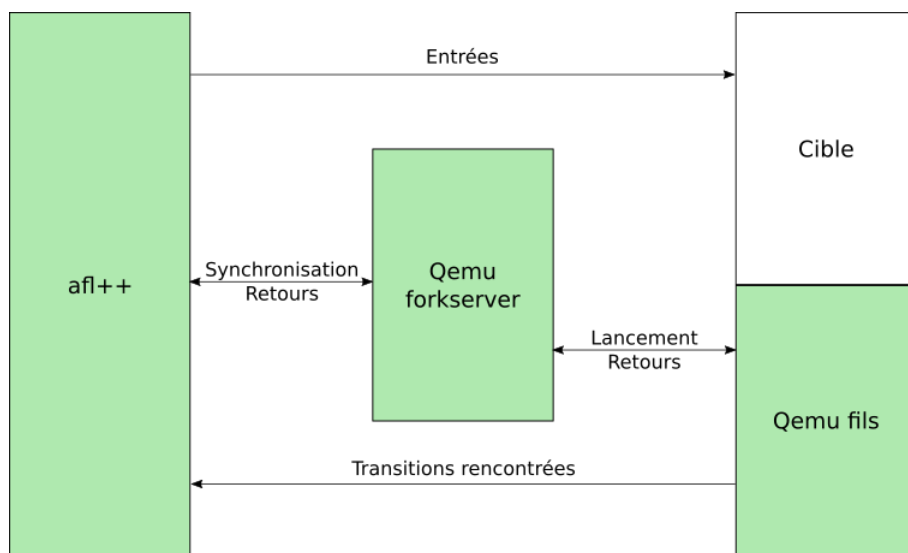 Entrées
Cible
afl++
Synchronisation
Retours
Qemu
forkserver
Lancement
Retours
Qemu fils
Transitions rencontrées